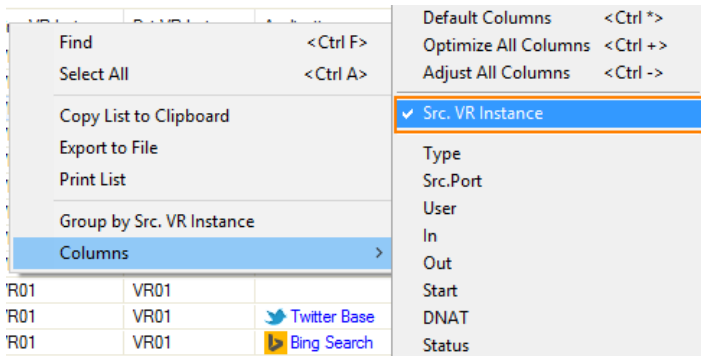 Find <Ctrl F>
Select All <Ctrl A>
Copy List to Clipboard
Export to File
Print List
Group by Src. VR Instance
Columns >
VR01 VR01
VR01 VR01 Twitter Base
VR01 VR01 Bing Search
Default Columns <Ctrl *>
Optimize All Columns <Ctrl +>
Adjust All Columns <Ctrl ->
Src. VR Instance
Type
Src.Port
User
In
Out
Start
DNAT
Status